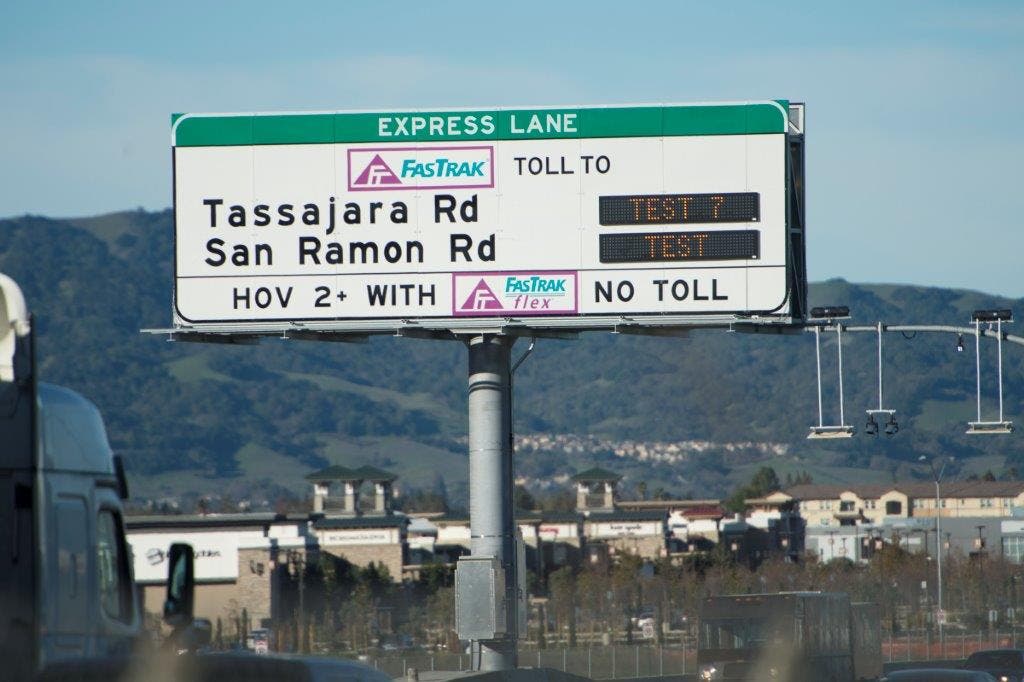 EXPRESS LANE
FASTRAK TOLL TO
Tassajara Rd TEST 7
San Ramon Rd TEST
HOV 2+ WITH FASTRAK flex NO TOLL